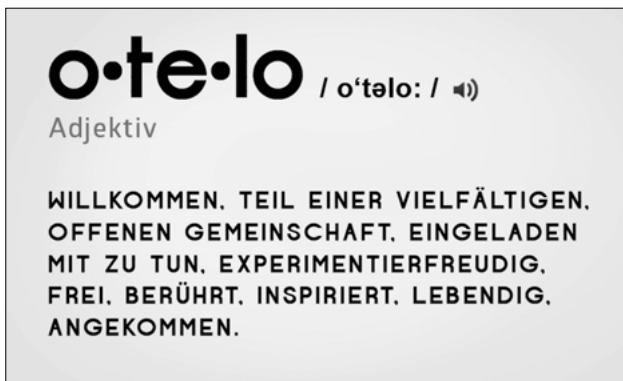 o•te•lo / o‘təlo: /
Adjektiv
WILLKOMMEN, TEIL EINER VIELFÄLTIGEN,
OFFENEN GEMEINSCHAFT, EINGELADEN
MIT ZU TUN, EXPERIMENTIERFREUDIG,
FREI, BERÜHRT, INSPIRIERT, LEBENDIG,
ANGEKOMMEN.